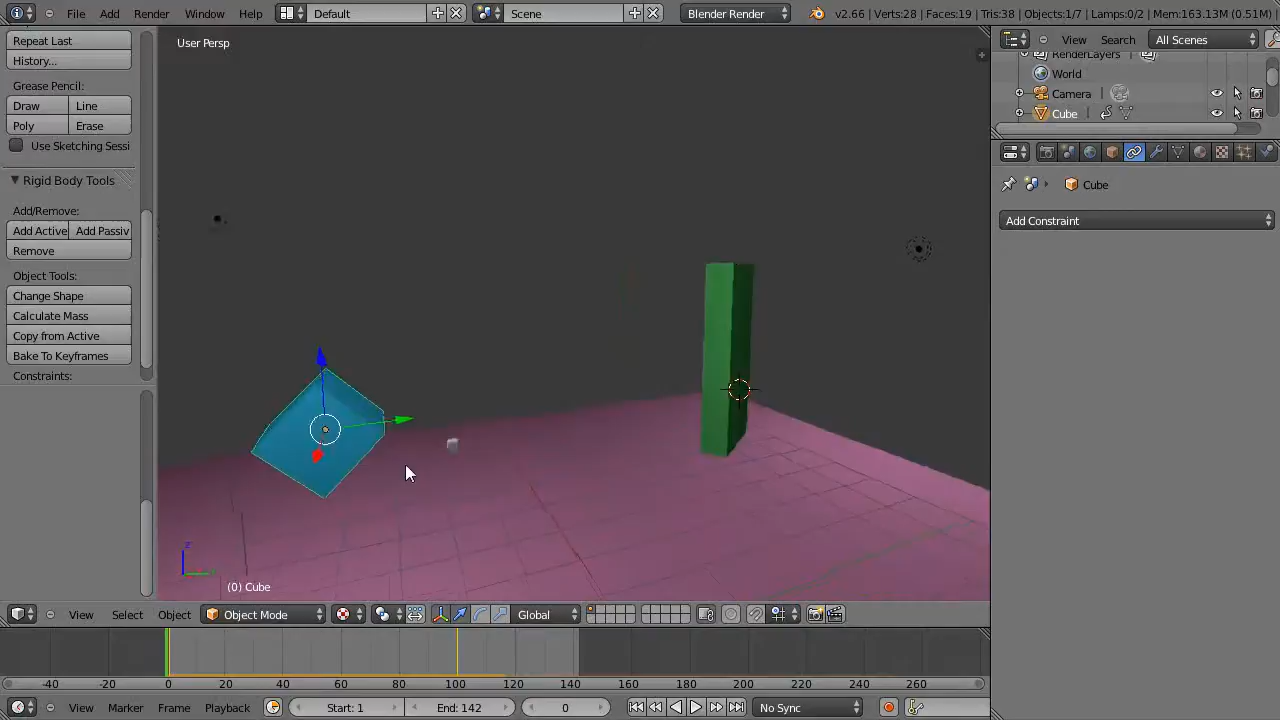 File Add Render Window Help Default Scene Blender Render v2.66 | Verts:28 | Faces:19 | Tris:38 | Objects:1/7 | Lamps:0/2 | Mem:163.13M (0.51M) |
Repeat Last
History...
Grease Pencil:
Draw Line
Poly Erase
Use Sketching Sessi
Rigid Body Tools
Add/Remove:
Add Active Add Passiv
Remove
Object Tools:
Change Shape
Calculate Mass
Copy from Active
Bake To Keyframes
Constraints:
User Persp
(0) Cube
View Select Object Object Mode Global
-40 -20 0 20 40 60 80 100 120 140 160 180 200 220 240 260
View Marker Frame Playback Start: 1 End: 142 0 No Sync
View Search All Scenes
RenderLayers
World
Camera
Cube
Cube
Add Constraint